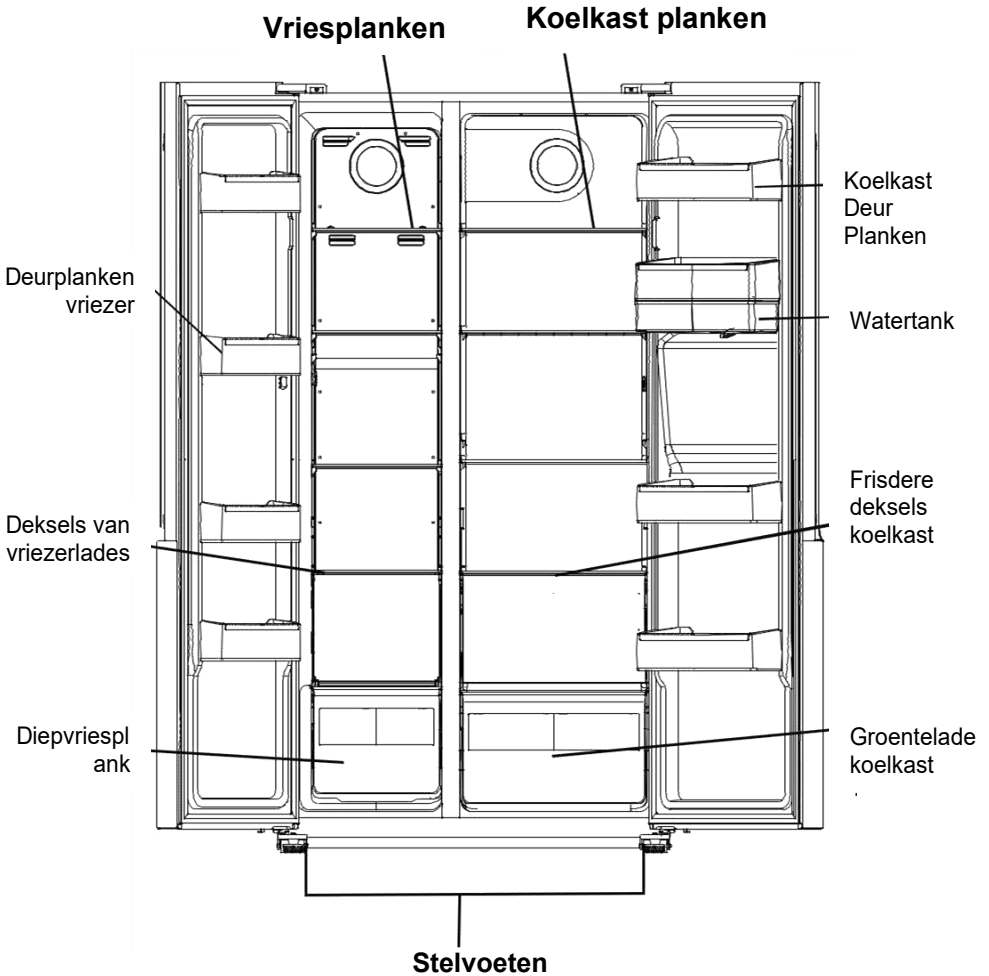 Vriesplanken
Koelkast planken
Koelkast
Deur
Planken
Deurplanken
vriezer
Watertank
Frisdere
deksels
koelkast
Deksels van
vriezerlades
Diepvriespl
ank
Groentelade
koelkast
Stelvoeten